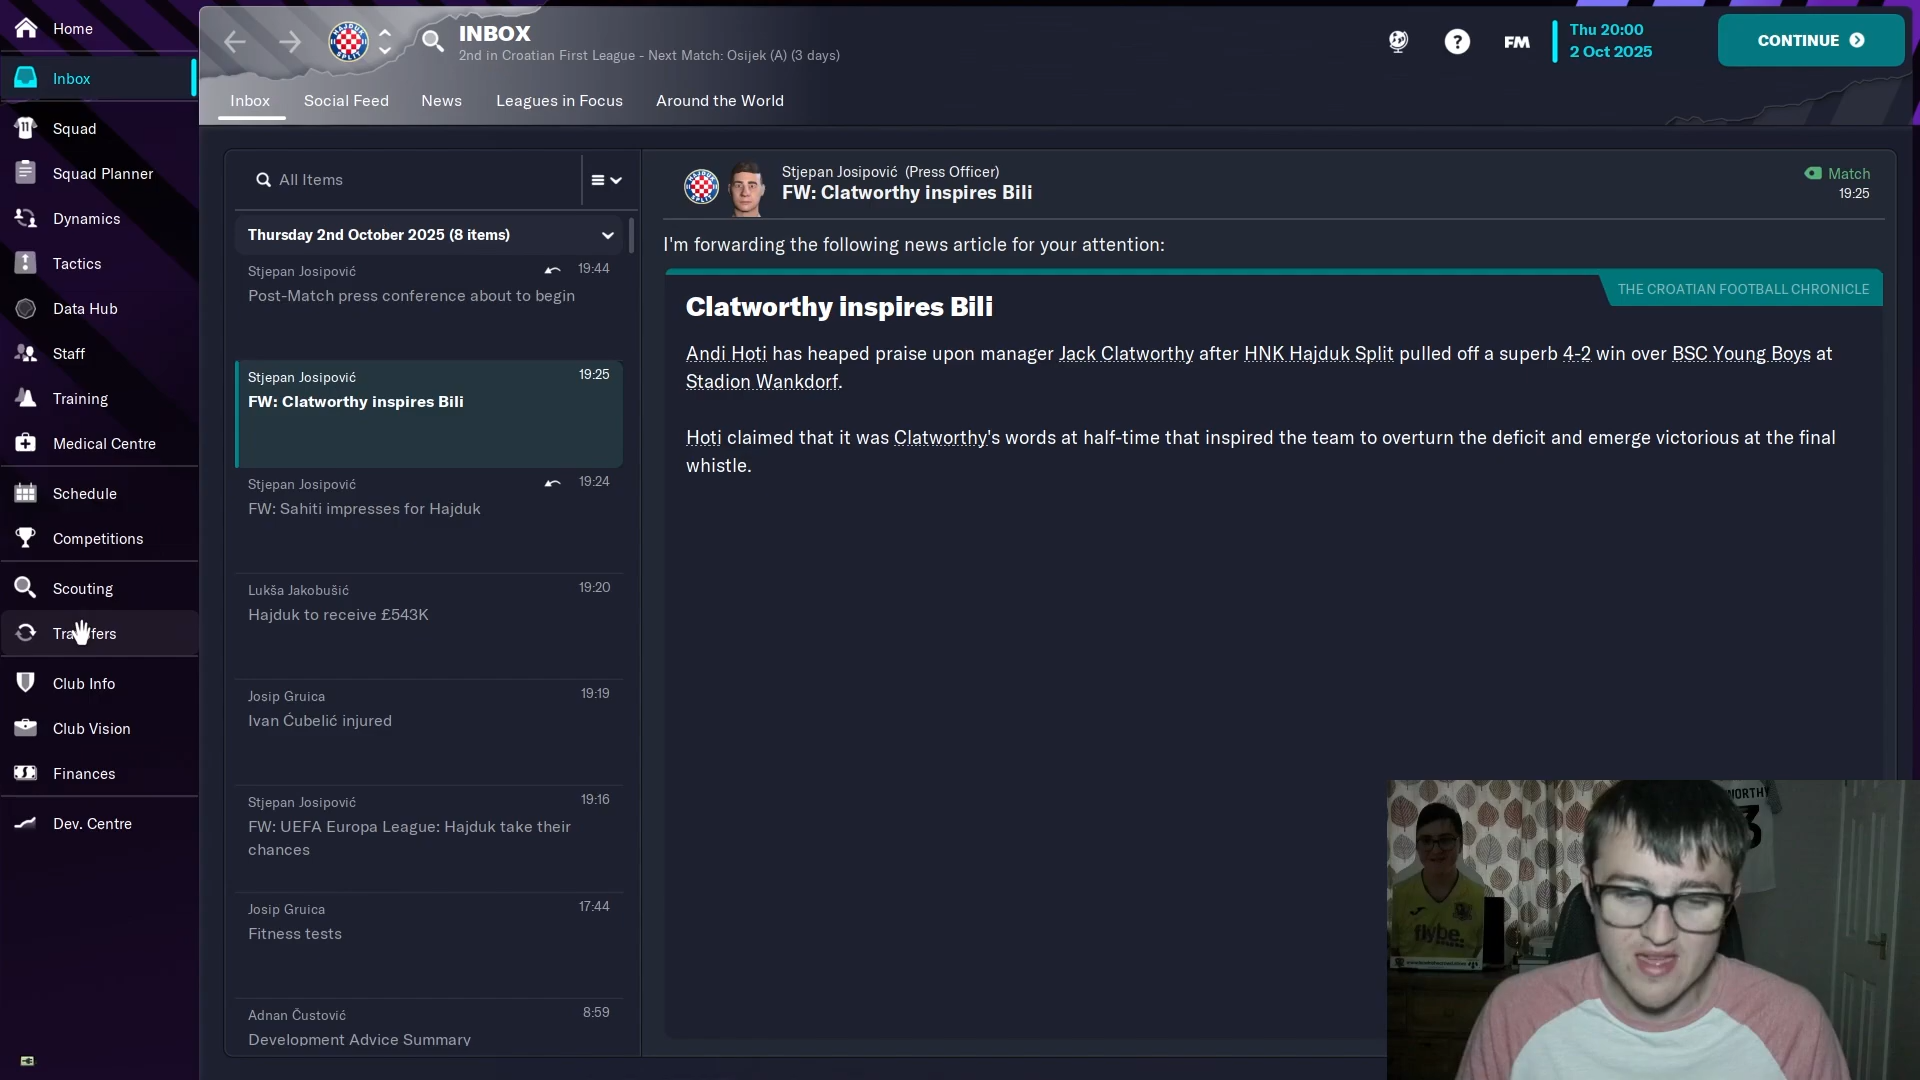 Home
Inbox
Squad
Squad Planner
Dynamics
Tactics
Data Hub
Staff
Training
Medical Centre
Schedule
Competitions
Scouting
Club Info
Club Vision
Finances
Dev. Centre
INBOX
2nd in Croatian First League - Next Match: Osijek (A) (3 days)
FM
Thu 20:00
2 Oct 2025
CONTINUE
Inbox
Social Feed
News
Leagues in Focus
Around the World
All Items
Thursday 2nd October 2025 (8 items)
Stjepan Josipović 19:44
Post-Match press conference about to begin
Stjepan Josipović 19:25
FW: Clatworthy inspires Bili
Stjepan Josipović 19:24
FW: Sahiti impresses for Hajduk
Lukša Jakobušić 19:20
Hajduk to receive £543K
Josip Gruica 19:19
Ivan Ćubelić injured
Stjepan Josipović 19:16
FW: UEFA Europa League: Hajduk take their
chances
Josip Gruica 17:44
Fitness tests
Adnan Čustović 8:59
Development Advice Summary
Stjepan Josipović (Press Officer)
FW: Clatworthy inspires Bili
Match
19:25
I'm forwarding the following news article for your attention:
THE CROATIAN FOOTBALL CHRONICLE
Clatworthy inspires Bili
Andi Hoti has heaped praise upon manager Jack Clatworthy after HNK Hajduk Split pulled off a superb 4-2 win over BSC Young Boys at
Stadion Wankdorf.
Hoti claimed that it was Clatworthy's words at half-time that inspired the team to overturn the deficit and emerge victorious at the final
whistle.
flybe.